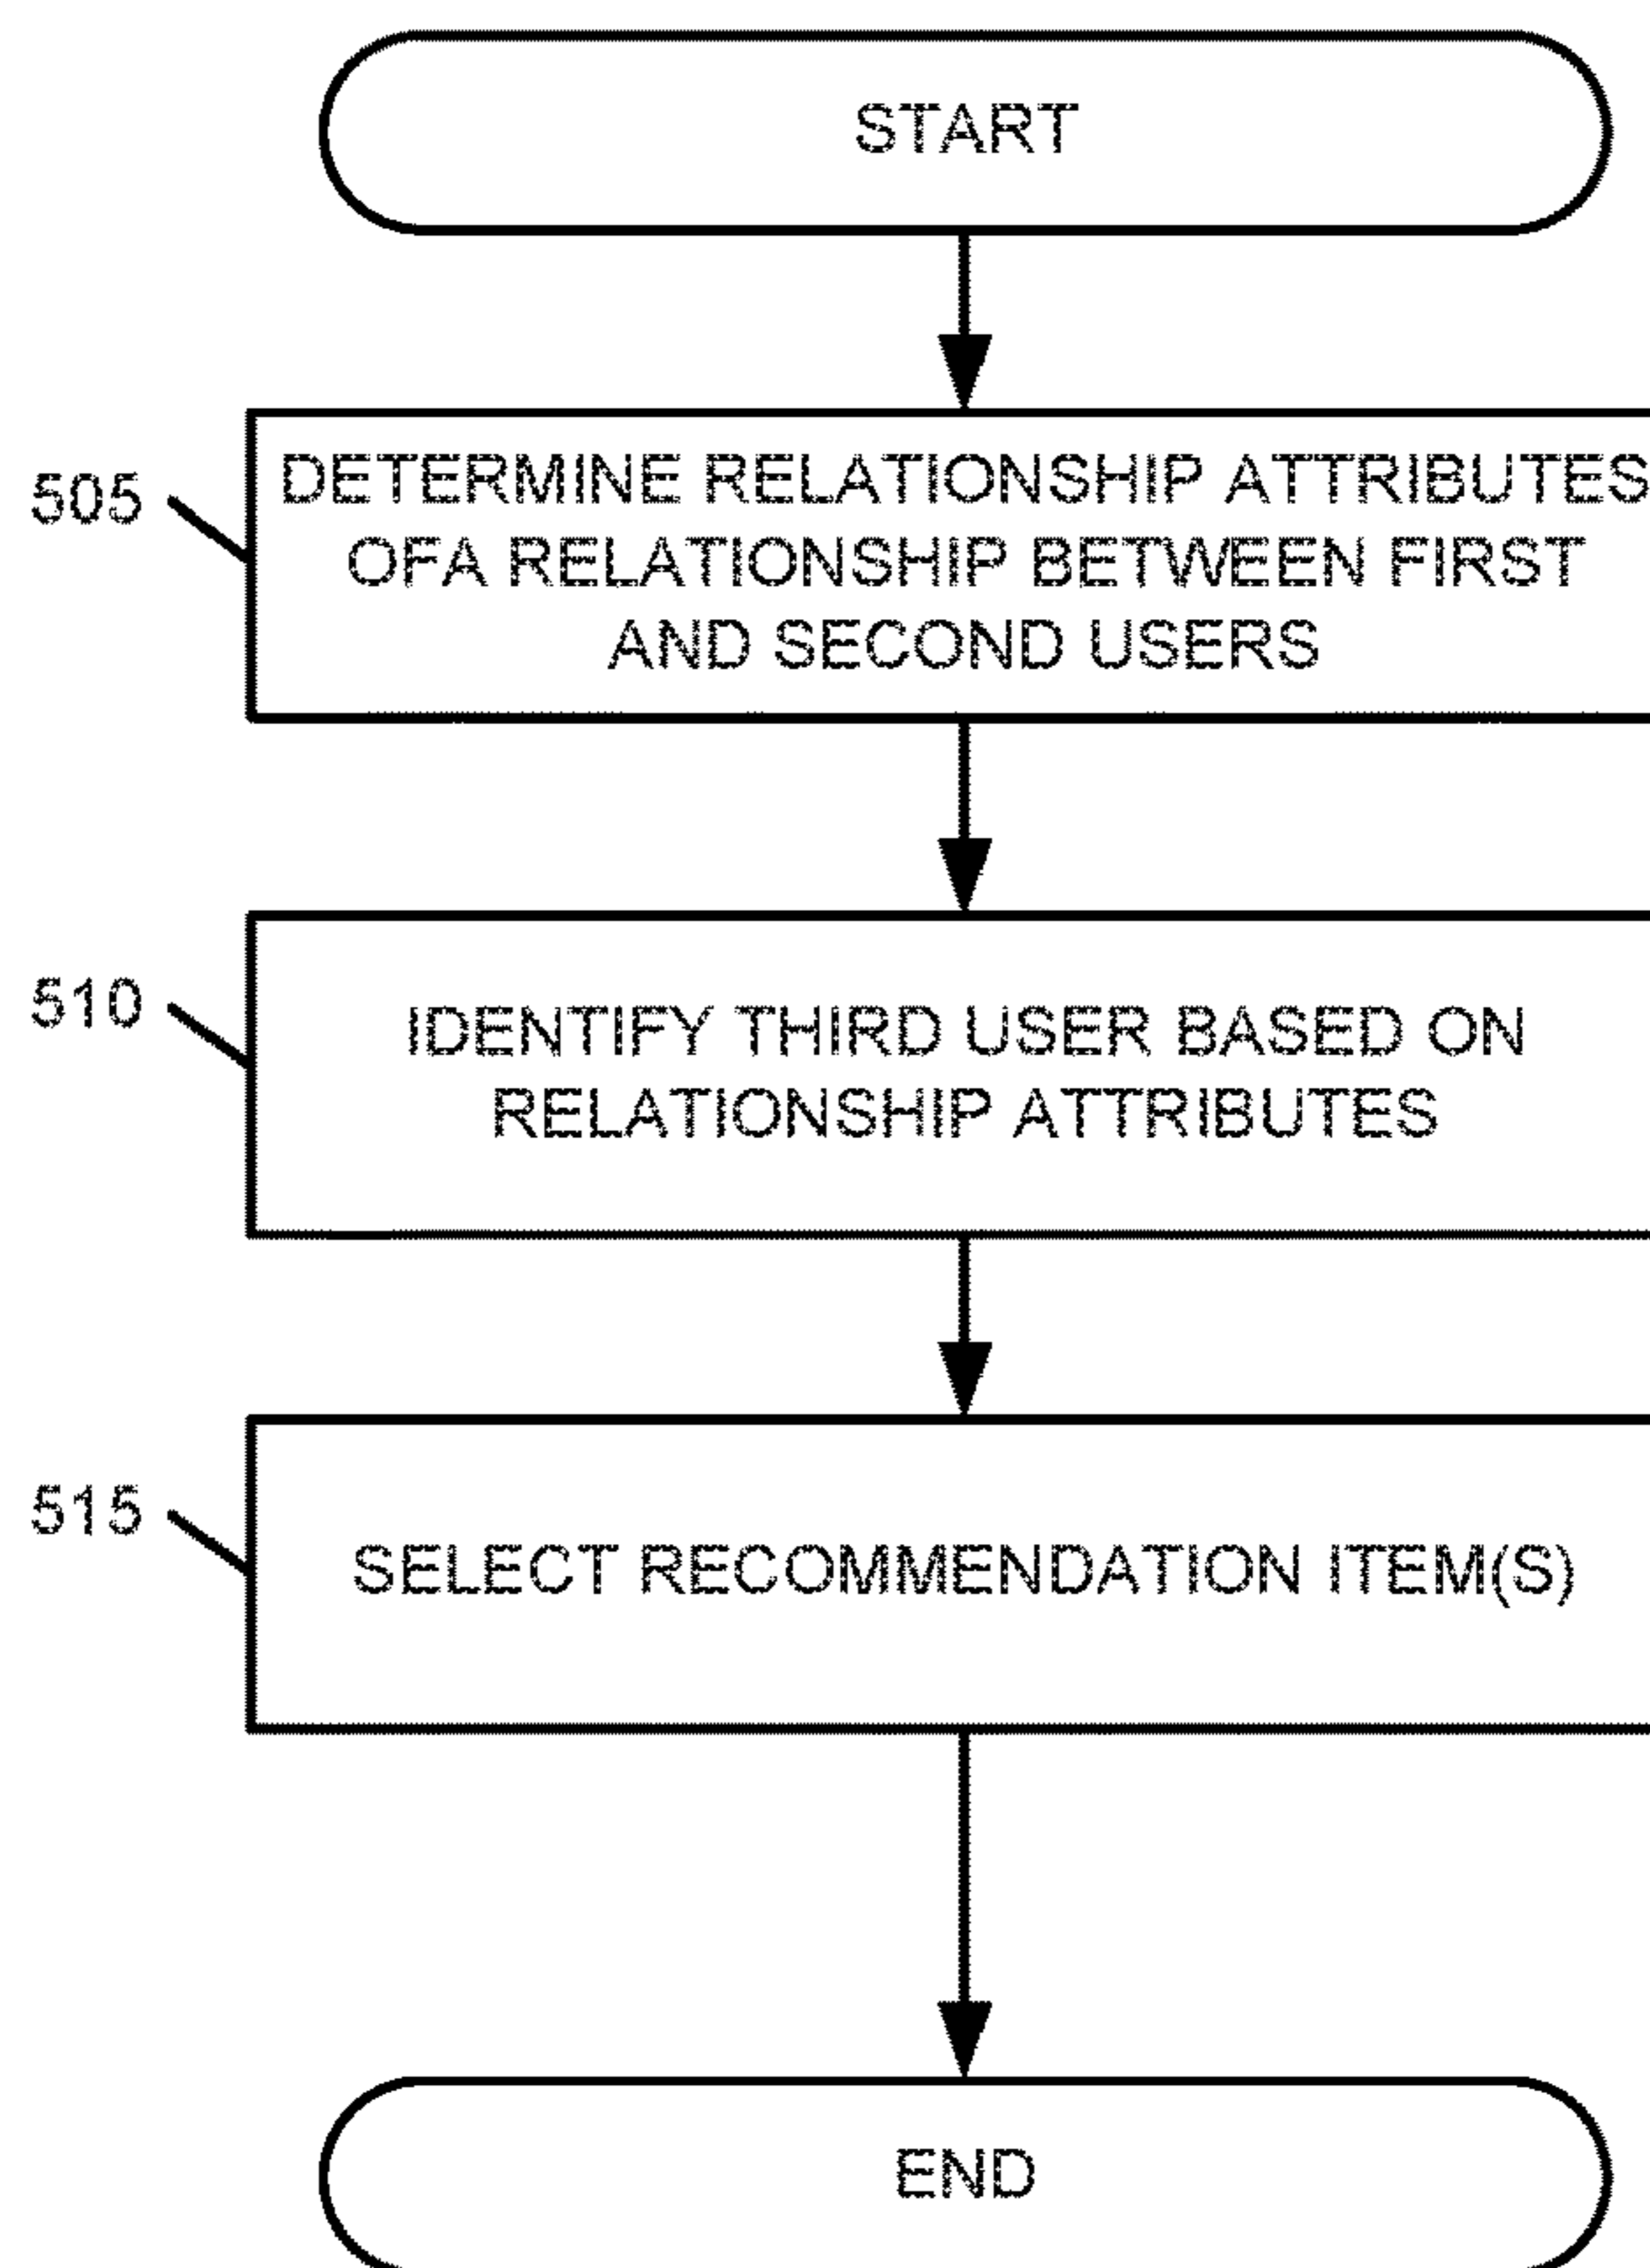 START
505
DETERMINE RELATIONSHIP ATTRIBUTES
OFA RELATIONSHIP BETWEEN FIRST
AND SECOND USERS
510
IDENTIFY THIRD USER BASED ON
RELATIONSHIP ATTRIBUTES
515
SELECT RECOMMENDATION ITEM(S)
END